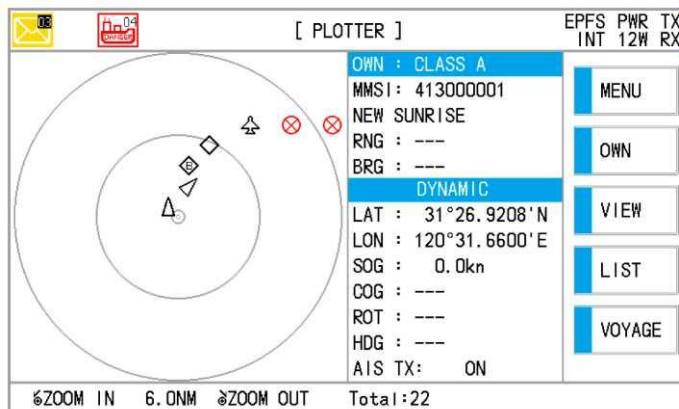 03
04
DANGER
[ PLOTTER ]
EPFS PWR TX
INT 12W RX
OWN : CLASS A
MMSI: 413000001
NEW SUNRISE
RNG : ---
BRG : ---
DYNAMIC
LAT : 31°26.9208'N
LON : 120°31.6600'E
SOG : 0.0kn
COG : ---
ROT : ---
HDG : ---
AIS TX: ON
B
MENU
OWN
VIEW
LIST
VOYAGE
ZOOM IN 6.0NM ZOOM OUT Total:22